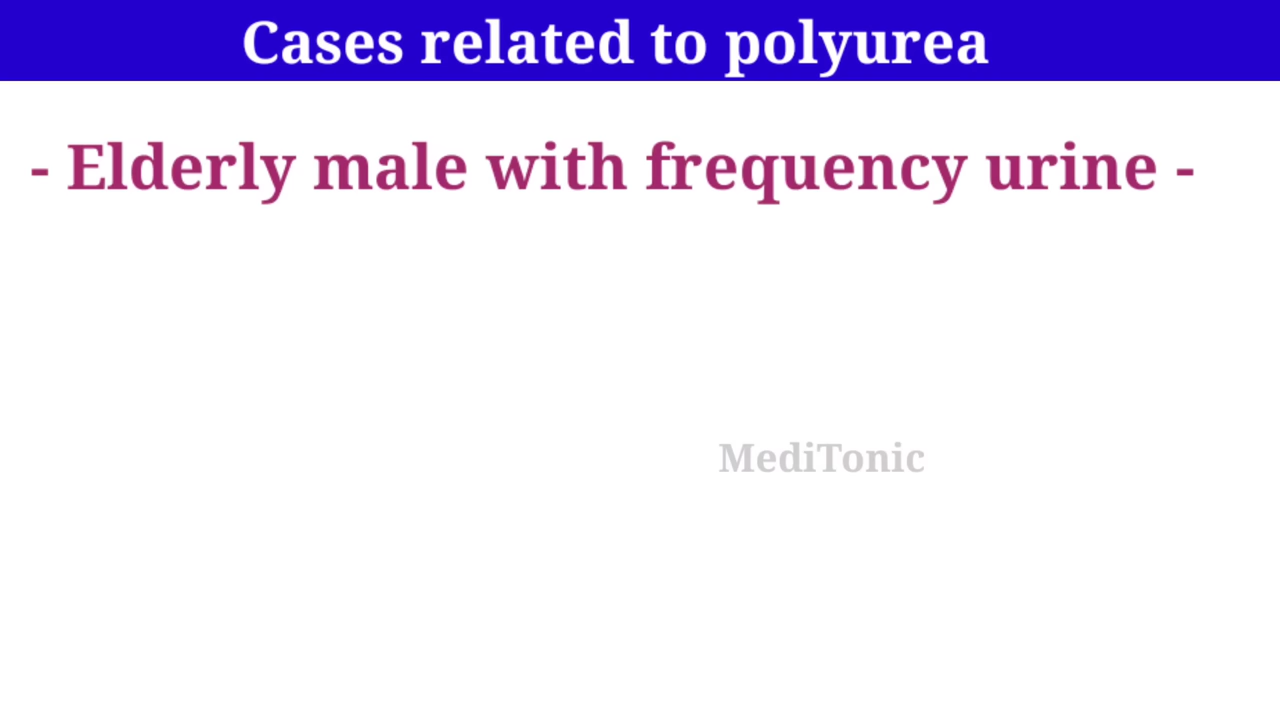 Cases related to polyurea
- Elderly male with frequency urine -
MediTonic